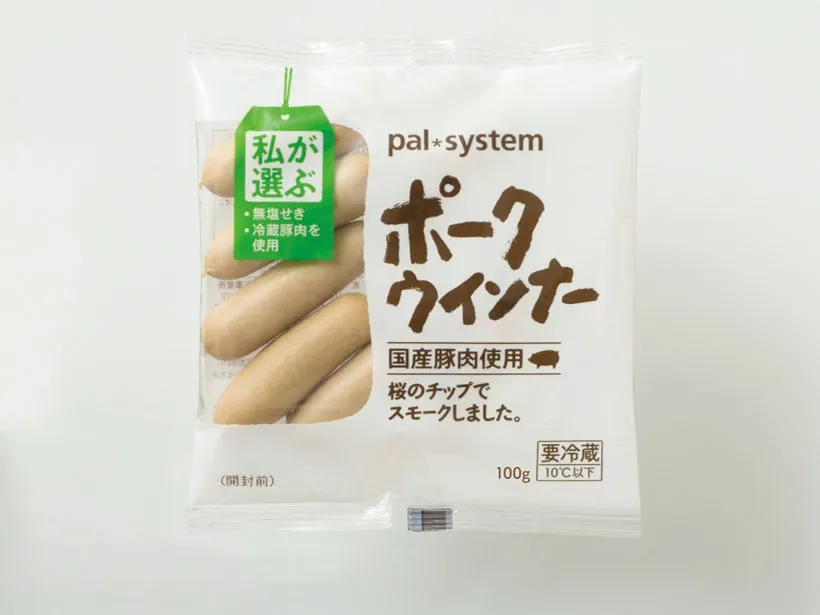 私が
選ぶ
・無塩せき
・冷蔵豚肉を
使用
pal*system
ポーク
ウインナー
国産豚肉使用
桜のチップで
スモークしました。
100g
要冷蔵
10℃以下
(開封前)